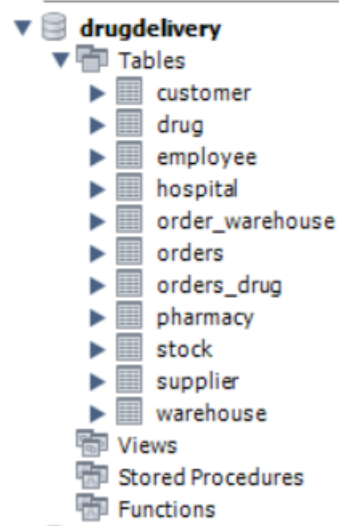 drugdelivery
Tables
customer
drug
employee
hospital
order_warehouse
orders
orders_drug
pharmacy
stock
supplier
warehouse
Views
Stored Procedures
Functions